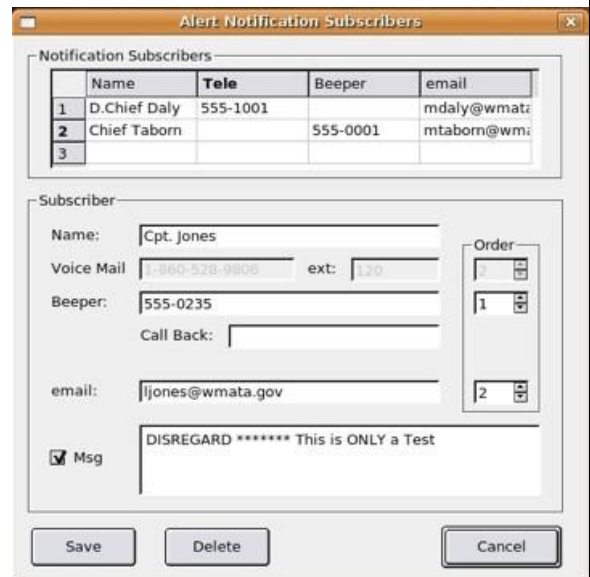 Alert Notification Subscribers
Notification Subscribers
Name Tele Beeper email
1 D.Chief Daly 555-1001 mdaly@wmata
2 Chief Taborn 555-0001 mtaborn@wma
3
Subscriber
Name: Cpt. Jones
Order
Voice Mail 1-860-528-9806 ext: 120 2
Beeper: 555-0235 1
Call Back:
email: ljones@wmata.gov 2
Msg DISREGARD ******* This is ONLY a Test
Save Delete Cancel